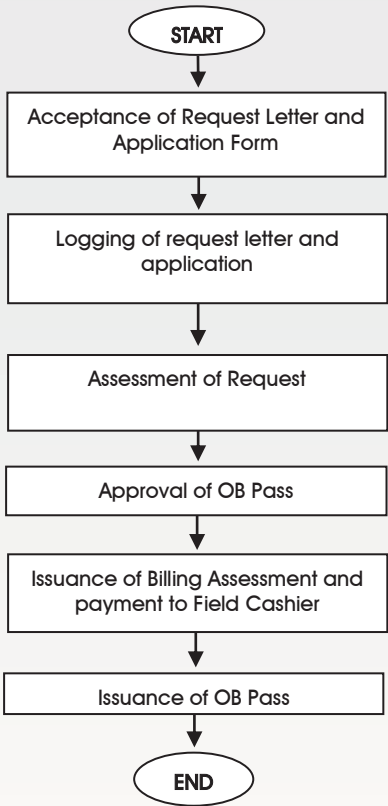 START
Acceptance of Request Letter and
Application Form
Logging of request letter and
application
Assessment of Request
Approval of OB Pass
Issuance of Billing Assessment and
payment to Field Cashier
Issuance of OB Pass
END